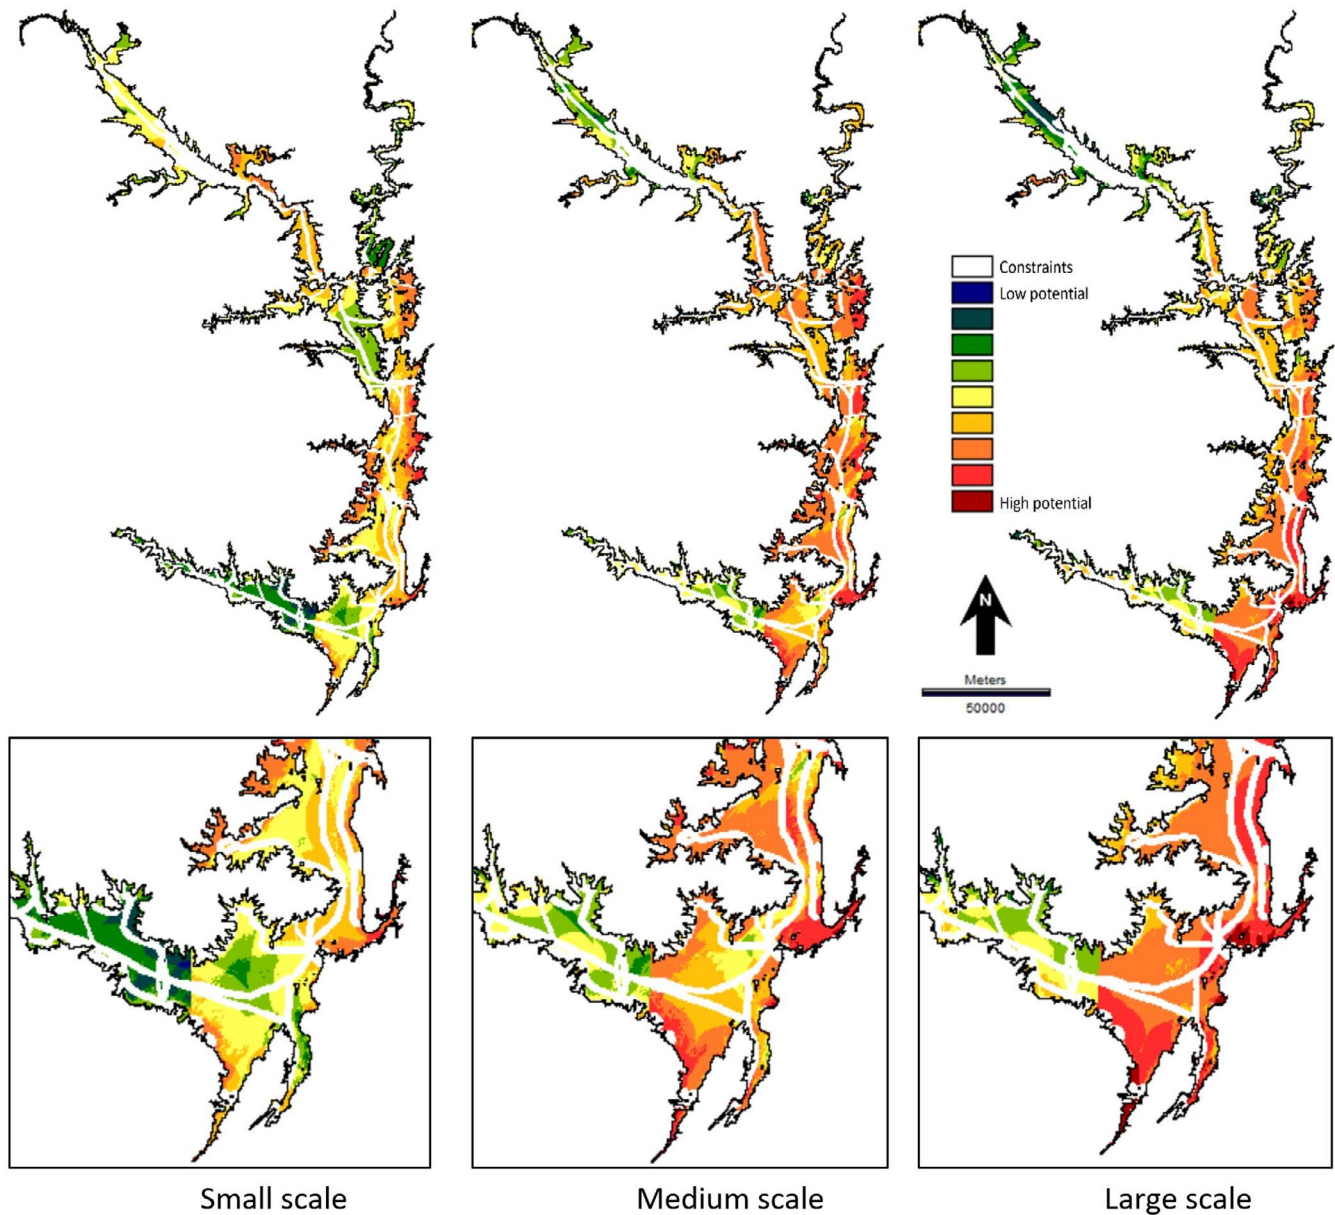 Constraints
Low potential
High potential
N
Meters
50000
Small scale
Medium scale
Large scale